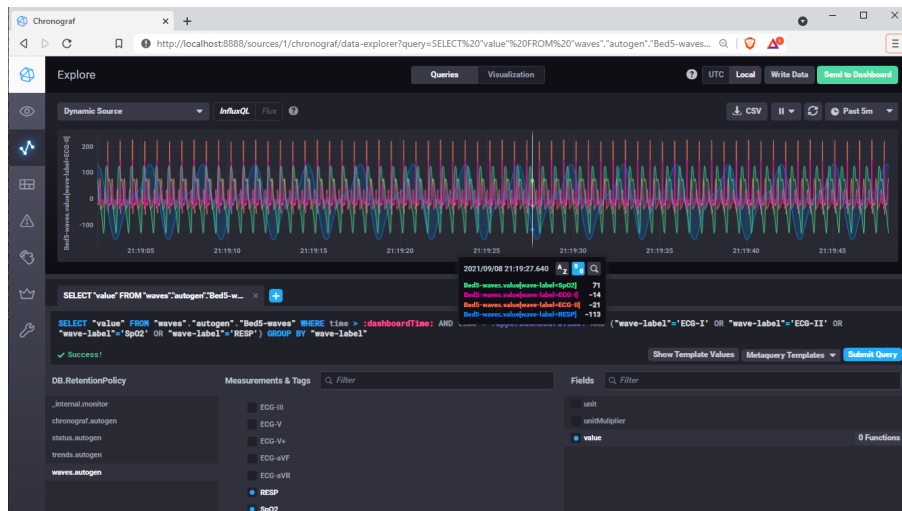 Chronograf
http://localhost:8888/sources/1/chronograf/data-explorer?query=SELECT%20"value"%20FROM%20"waves"."autogen"."Bed5-waves...
Explore
Queries
Visualization
UTC
Local
Write Data
Send to Dashboard
Dynamic Source
InfluxQL
Flux
CSV
Past 5m
Bed5-waves.value[wave-label=ECG-II]
200
100
0
-100
21:19:05
21:19:10
21:19:15
21:19:20
21:19:25
21:19:30
21:19:35
21:19:40
21:19:45
2021/09/08 21:19:27.640
Bed5-waves.value[wave-label=SpO2] 71
Bed5-waves.value[wave-label=ECG-I] -14
Bed5-waves.value[wave-label=ECG-II] -21
Bed5-waves.value[wave-label=RESP] -113
SELECT "value" FROM "waves"."autogen"."Bed5-w...
SELECT "value" FROM "waves"."autogen"."Bed5-waves" WHERE time > :dashboardTime: AND ("wave-label"='ECG-I' OR "wave-label"='ECG-II' OR
"wave-label"='SpO2' OR "wave-label"='RESP') GROUP BY "wave-label"
Success!
Show Template Values
Metaquery Templates
Submit Query
DB.RetentionPolicy
Measurements & Tags
Filter
Fields
Filter
_internal.monitor
chronograf.autogen
status.autogen
trends.autogen
waves.autogen
ECG-III
ECG-V
ECG-V+
ECG-aVF
ECG-aVR
RESP
SpO2
unit
unitMuliplier
value
0 Functions